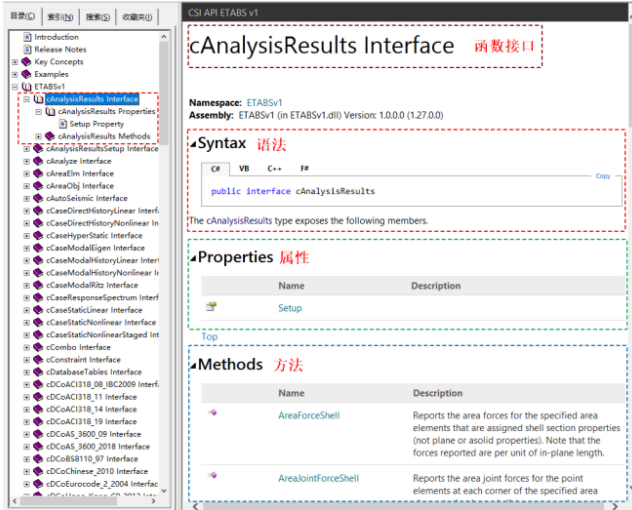 目录(C) 索引(N) 搜索(S) 收藏夹(I)
Introduction
Release Notes
Key Concepts
Examples
ETABSv1
cAnalysisResults Interface
cAnalysisResults Properties
Setup Property
cAnalysisResults Methods
cAnalysisResultsSetup Interface
cAnalyze Interface
cAreaElm Interface
cAreaObj Interface
cAutoSeismic Interface
cCaseDirectHistoryLinear Interf
cCaseDirectHistoryNonlinear In
cCaseHyperStatic Interface
cCaseModalEigen Interface
cCaseModalHistoryLinear Interf
cCaseModalHistoryNonlinear In
cCaseModalRitz Interface
cCaseResponseSpectrum Interf
cCaseStaticLinear Interface
cCaseStaticNonlinear Interface
cCaseStaticNonlinearStaged Int
cCombo Interface
cConstraint Interface
cDatabaseTables Interface
cDCoACI318_08_IBC2009 Interf
cDCoACI318_11 Interface
cDCoACI318_14 Interface
cDCoACI318_19 Interface
cDCoAS_3600_09 Interface
cDCoAS_3600_2018 Interface
cDCoBS8110_97 Interface
cDCoChinese_2010 Interface
cDCoEurocode_2_2004 Interfac
CSI API ETABS v1
cAnalysisResults Interface 函数接口
Namespace: ETABSv1
Assembly: ETABSv1 (in ETABSv1.dll) Version: 1.0.0.0 (1.27.0.0)
Syntax 语法
C# VB C++ F#
Copy
public interface cAnalysisResults
The cAnalysisResults type exposes the following members.
Properties 属性
Name Description
Setup
Top
Methods 方法
Name Description
AreaForceShell Reports the area forces for the specified area
elements that are assigned shell section properties
(not plane or asolid properties). Note that the
forces reported are per unit of in-plane length.
AreaJointForceShell Reports the area joint forces for the point
elements at each corner of the specified area